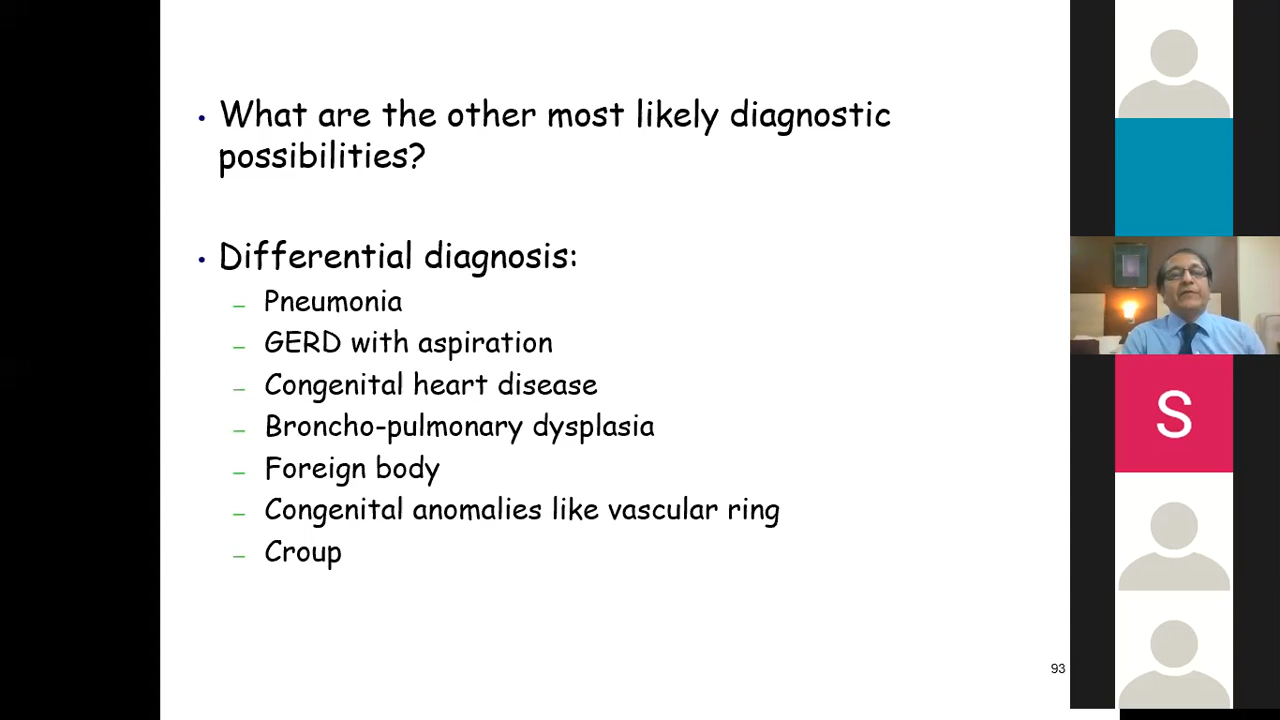 • What are the other most likely diagnostic
possibilities?
• Differential diagnosis:
– Pneumonia
– GERD with aspiration
– Congenital heart disease
– Broncho-pulmonary dysplasia
– Foreign body
– Congenital anomalies like vascular ring
– Croup
93
S